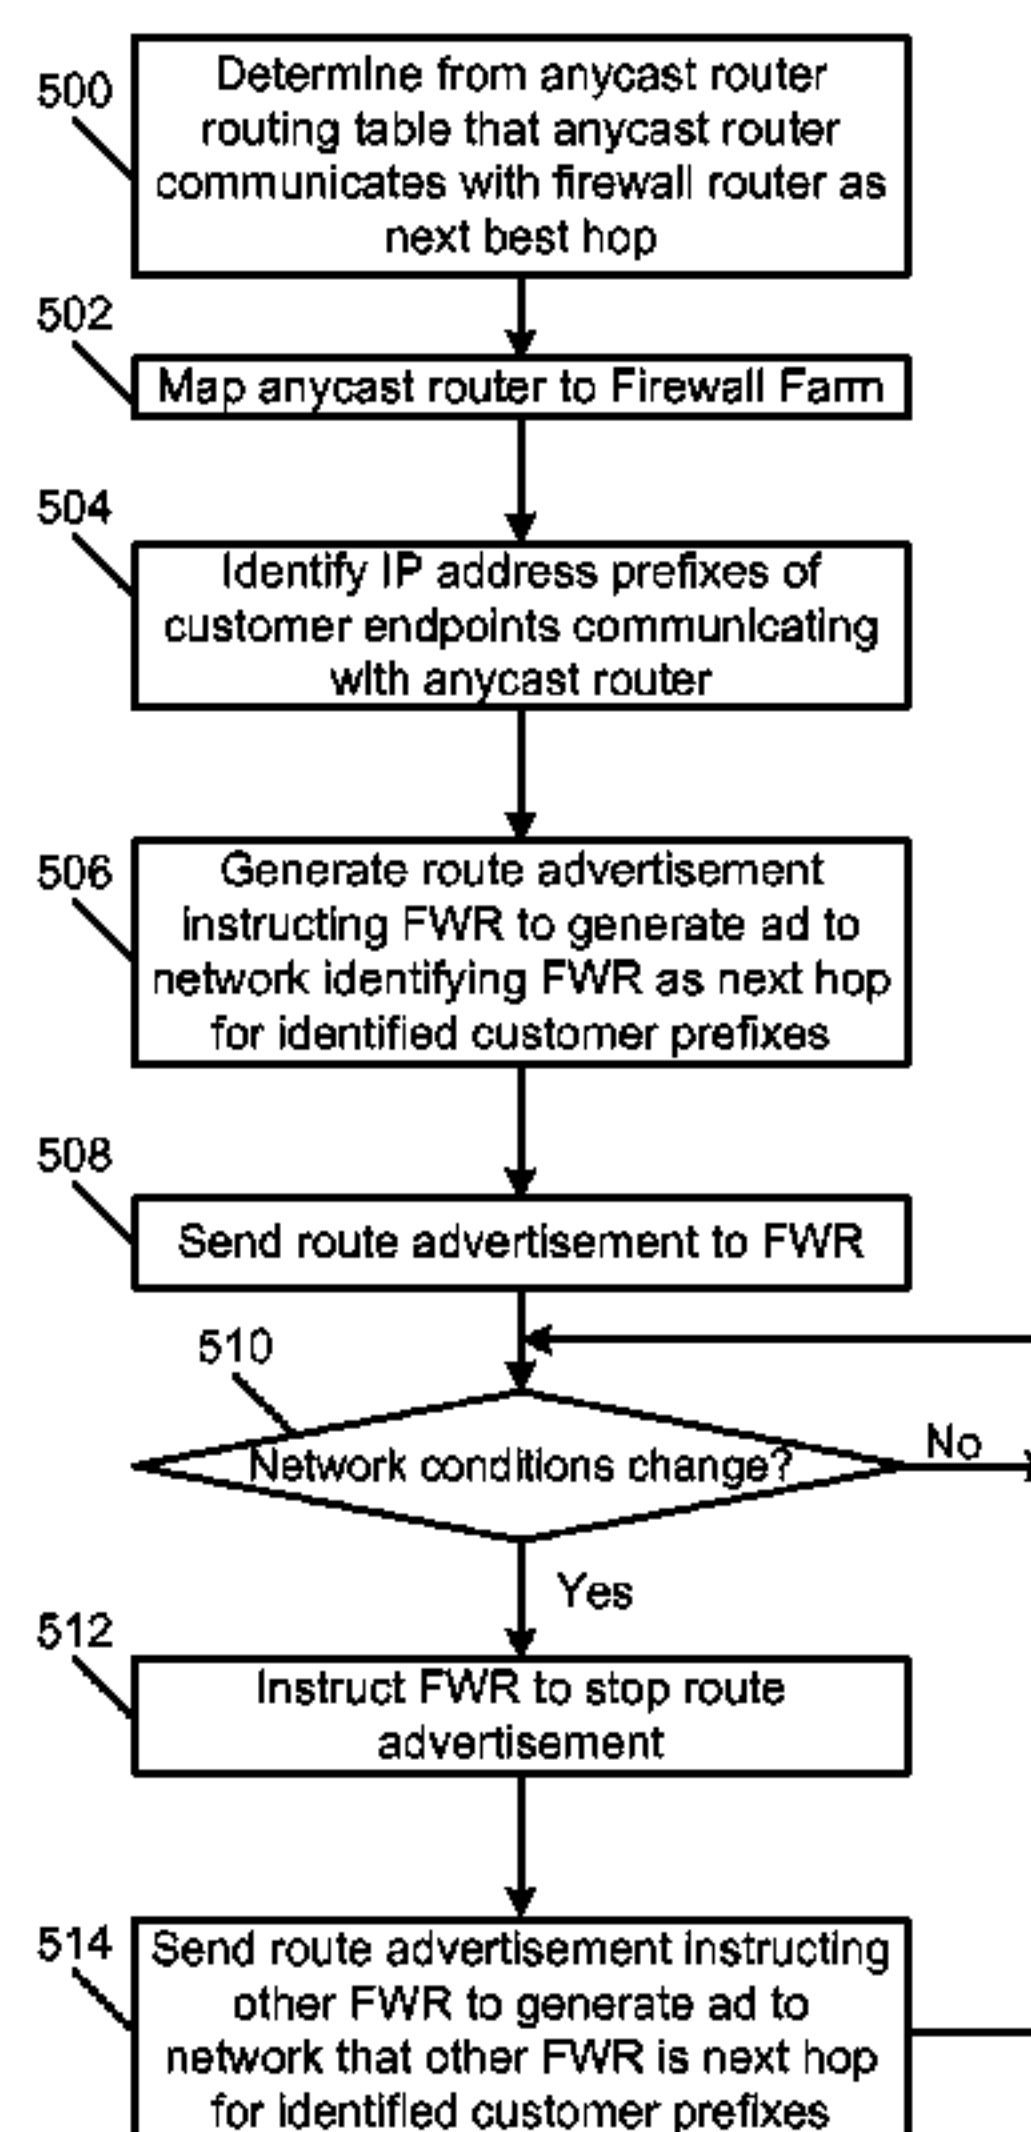 500
Determine from anycast router
routing table that anycast router
communicates with firewall router as
next best hop
502
Map anycast router to Firewall Farm
504
Identify IP address prefixes of
customer endpoints communicating
with anycast router
506
Generate route advertisement
instructing FWR to generate ad to
network identifying FWR as next hop
for identified customer prefixes
508
Send route advertisement to FWR
510
Network conditions change?
No
Yes
512
Instruct FWR to stop route
advertisement
514
Send route advertisement instructing
other FWR to generate ad to
network that other FWR is next hop
for identified customer prefixes